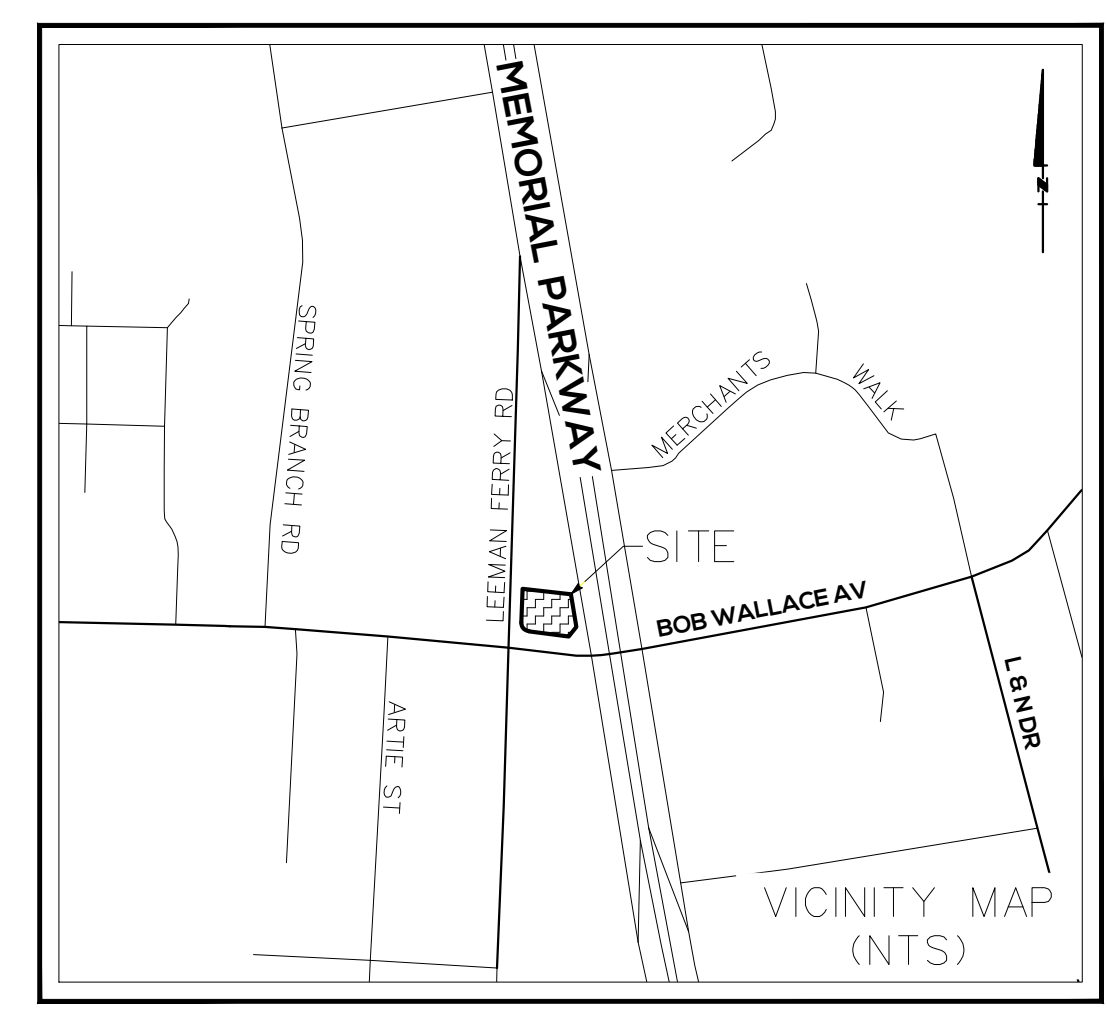 MEMORIAL PARKWAY
N
SPRING BRANCH RD
LEEMAN FERRY RD
MERCHANTS WALK
SITE
BOB WALLACE AV
L & N DR
ARTIE ST
VICINITY MAP
(NTS)